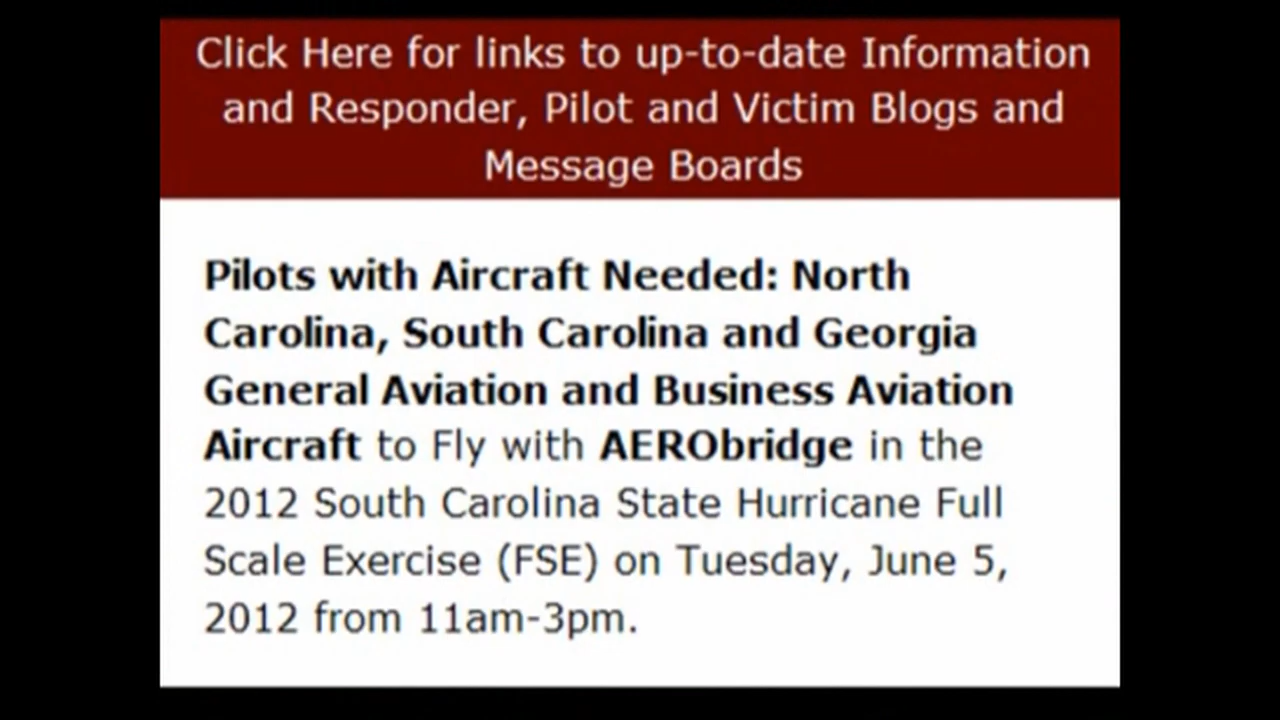 Click Here for links to up-to-date Information
and Responder, Pilot and Victim Blogs and
Message Boards
Pilots with Aircraft Needed: North
Carolina, South Carolina and Georgia
General Aviation and Business Aviation
Aircraft to Fly with AERObridge in the
2012 South Carolina State Hurricane Full
Scale Exercise (FSE) on Tuesday, June 5,
2012 from 11am-3pm.